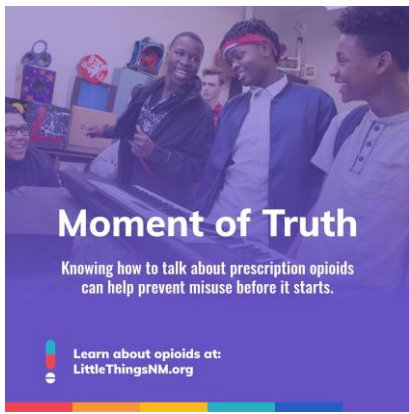 Moment of Truth
Knowing how to talk about prescription opioids
can help prevent misuse before it starts.
Learn about opioids at:
LittleThingsNM.org